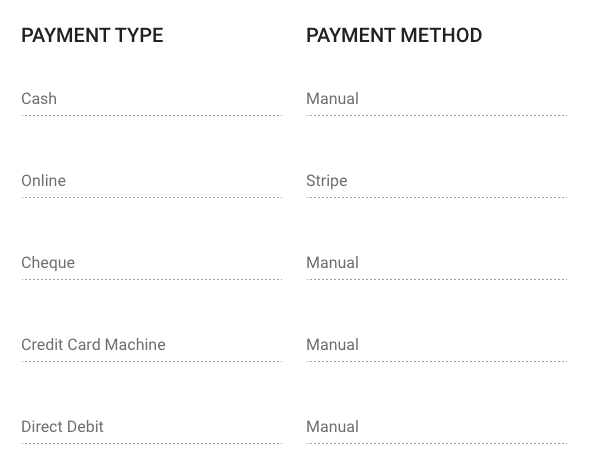 PAYMENT TYPE PAYMENT METHOD
Cash Manual
Online Stripe
Cheque Manual
Credit Card Machine Manual
Direct Debit Manual